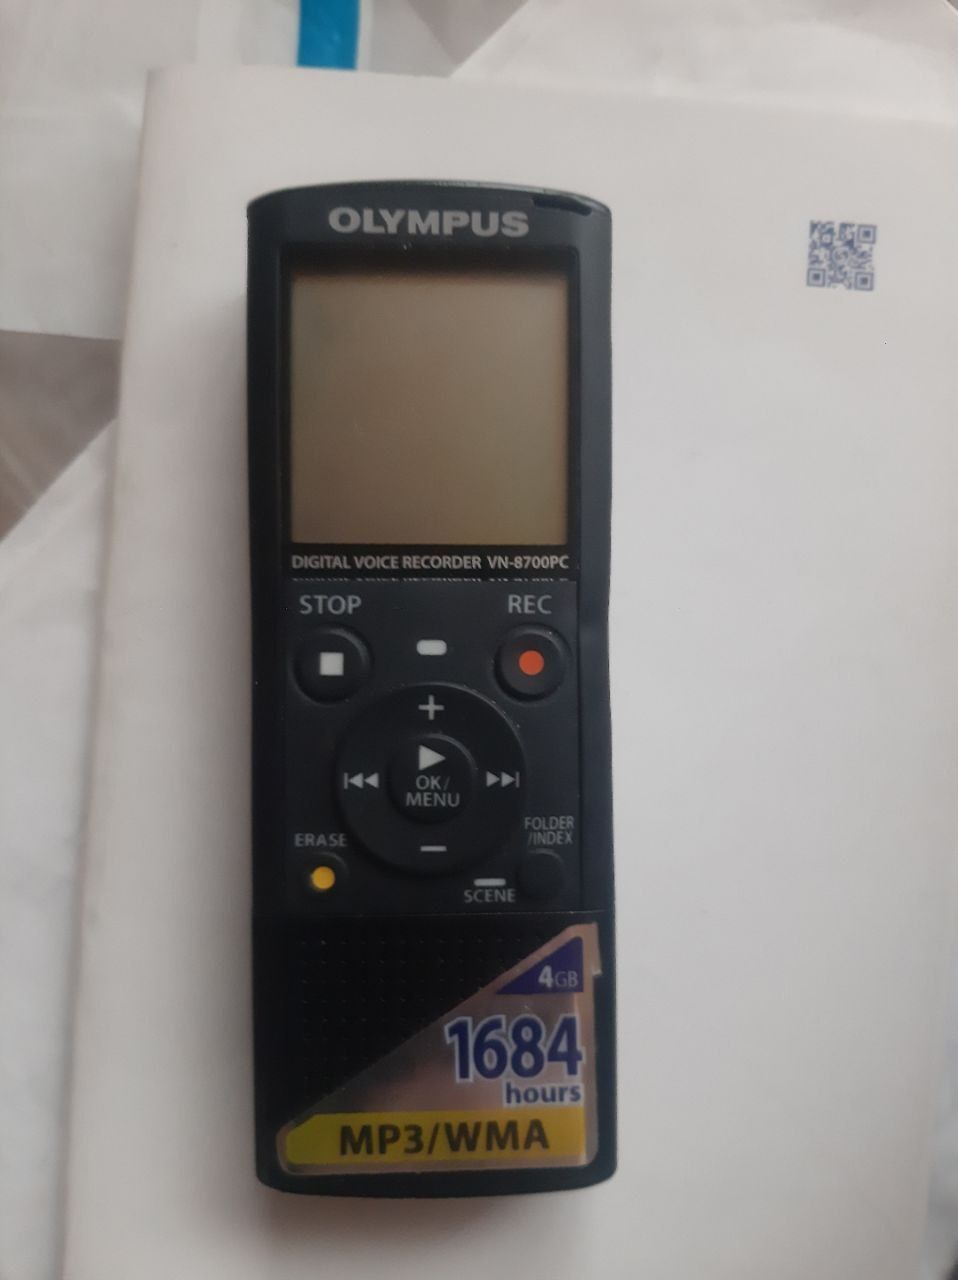 OLYMPUS
DIGITAL VOICE RECORDER VN-8700PC
STOP REC
OK/
MENU
ERASE
FOLDER
/INDEX
SCENE
4GB
1684
hours
MP3/WMA